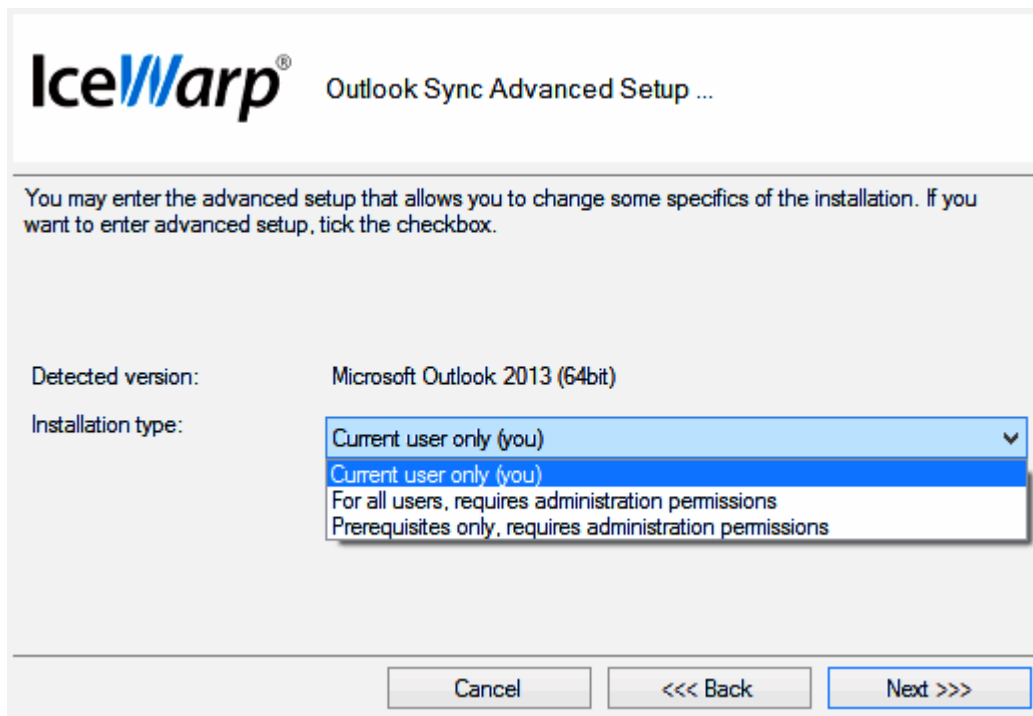 IceWarp®
Outlook Sync Advanced Setup ...
You may enter the advanced setup that allows you to change some specifics of the installation. If you
want to enter advanced setup, tick the checkbox.
Detected version: Microsoft Outlook 2013 (64bit)
Installation type: Current user only (you)
Current user only (you)
For all users, requires administration permissions
Prerequisites only, requires administration permissions
Cancel <<< Back Next >>>